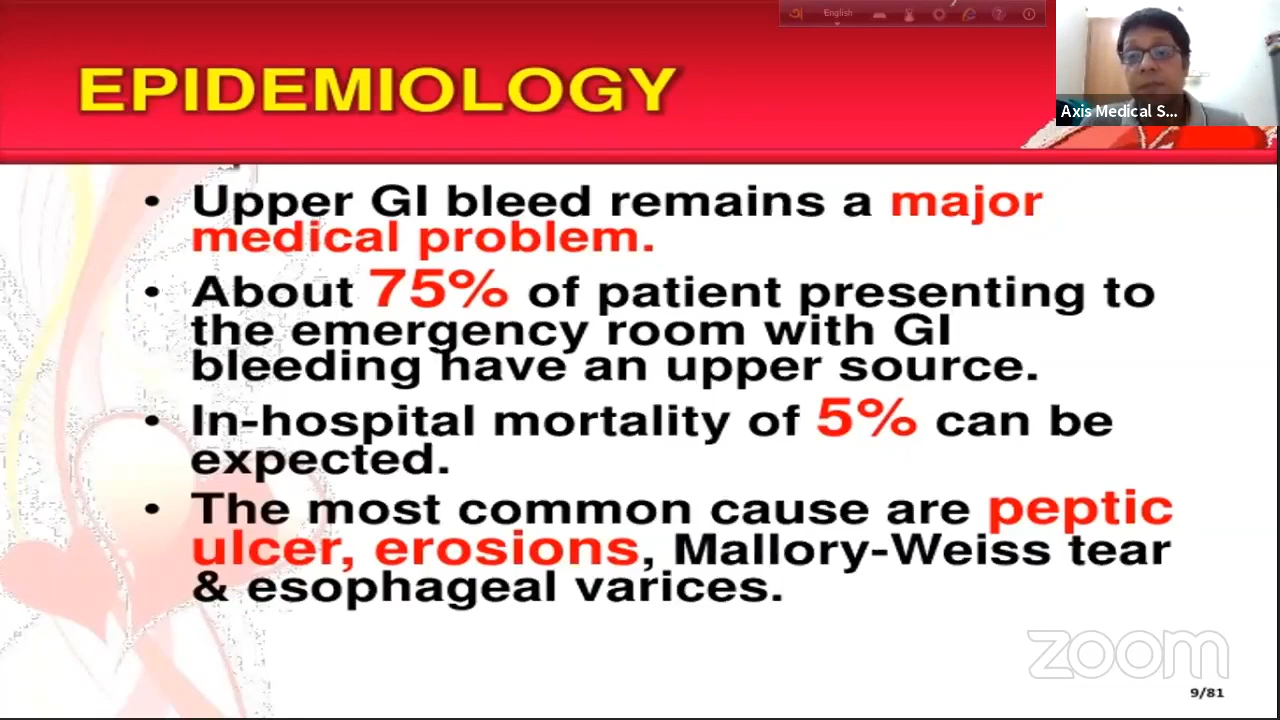 English
EPIDEMIOLOGY
Axis Medical S...
• Upper GI bleed remains a major
medical problem.
• About 75% of patient presenting to
the emergency room with GI
bleeding have an upper source.
• In-hospital mortality of 5% can be
expected.
• The most common cause are peptic
ulcer, erosions, Mallory-Weiss tear
& esophageal varices.
zoom
9/81